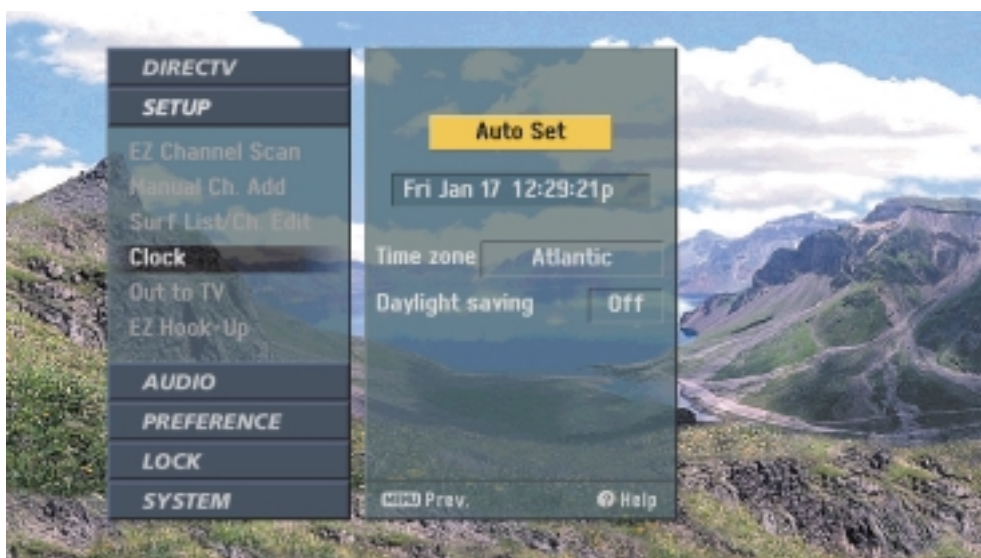 DIRECTV
SETUP
EZ Channel Scan
Manual Ch. Add
Surf List/Ch. Edit
Clock
Out to TV
EZ Hook-Up
AUDIO
PREFERENCE
LOCK
SYSTEM
Auto Set
Fri Jan 17 12:29:21p
Time zone Atlantic
Daylight saving Off
MENU Prev. ? Help